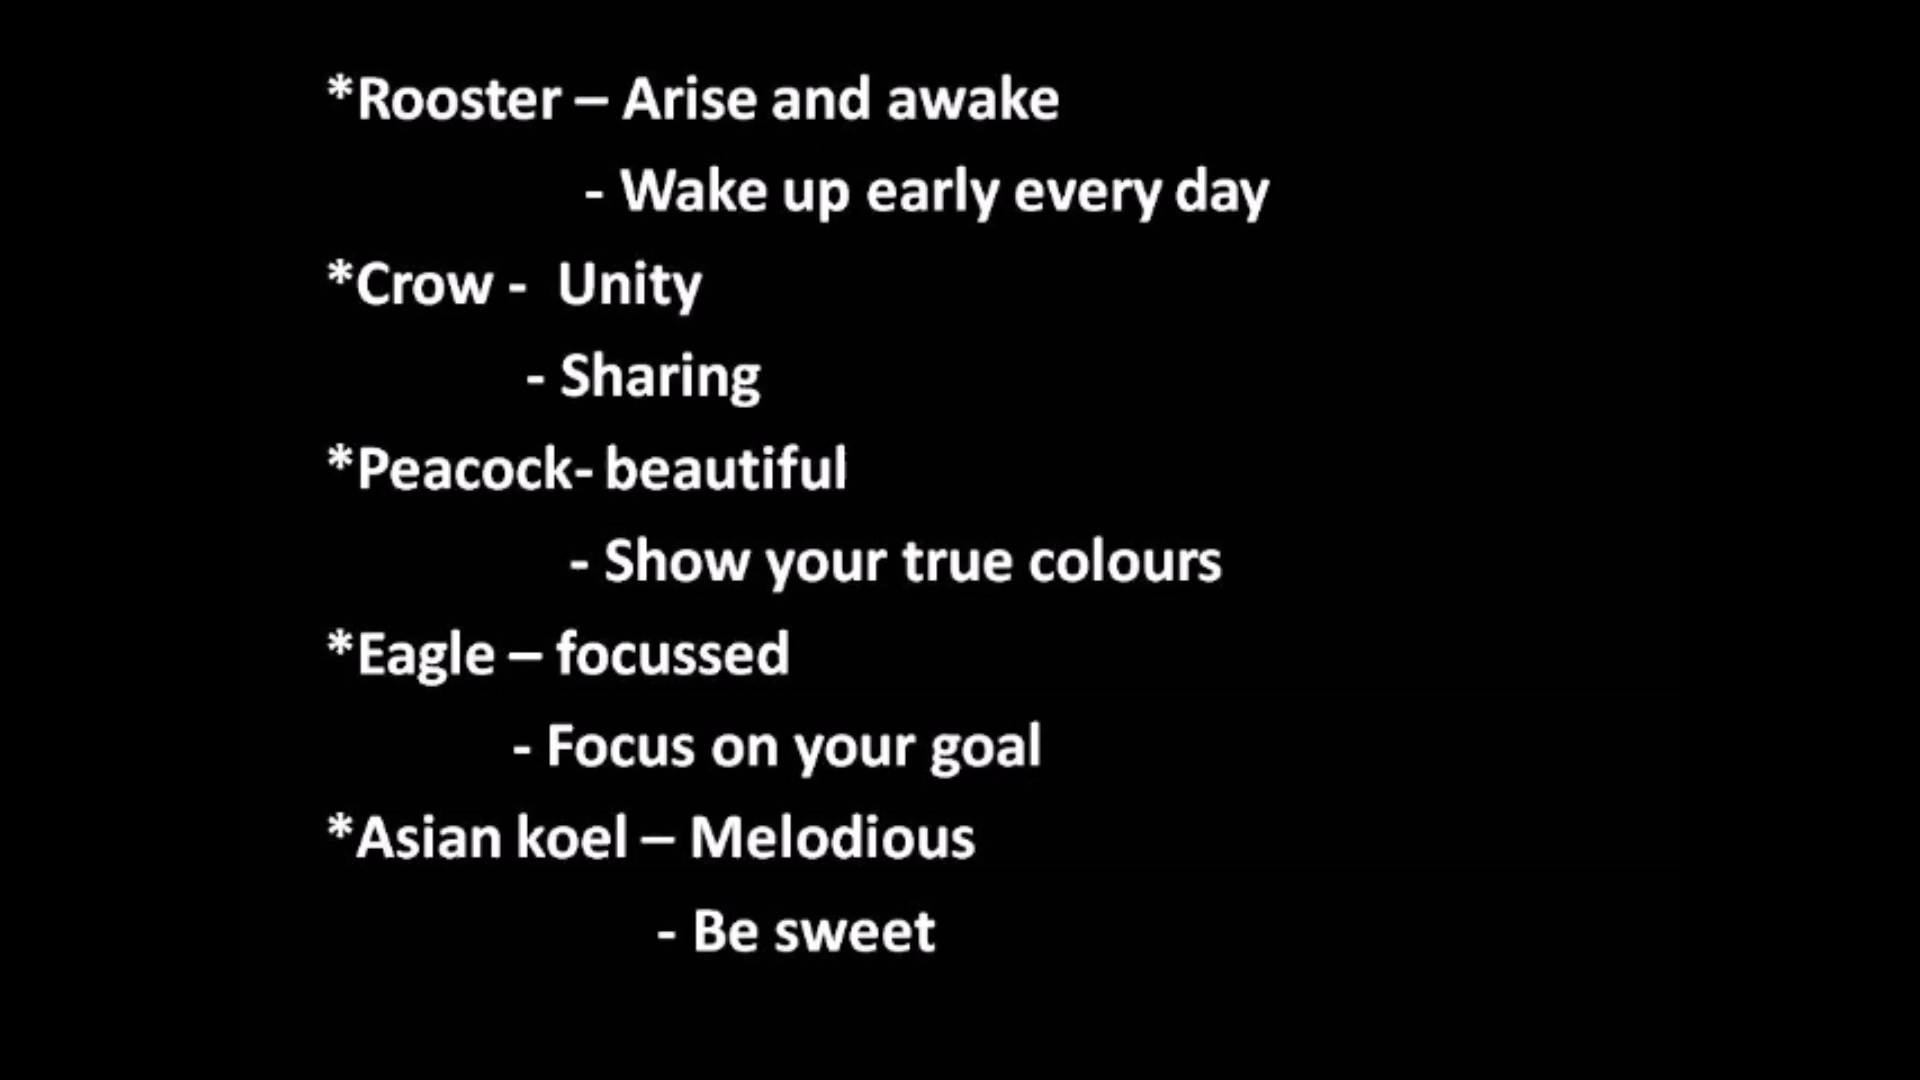 *Rooster – Arise and awake
- Wake up early every day
*Crow -  Unity
- Sharing
*Peacock- beautiful
- Show your true colours
*Eagle – focussed
- Focus on your goal
*Asian koel – Melodious
- Be sweet